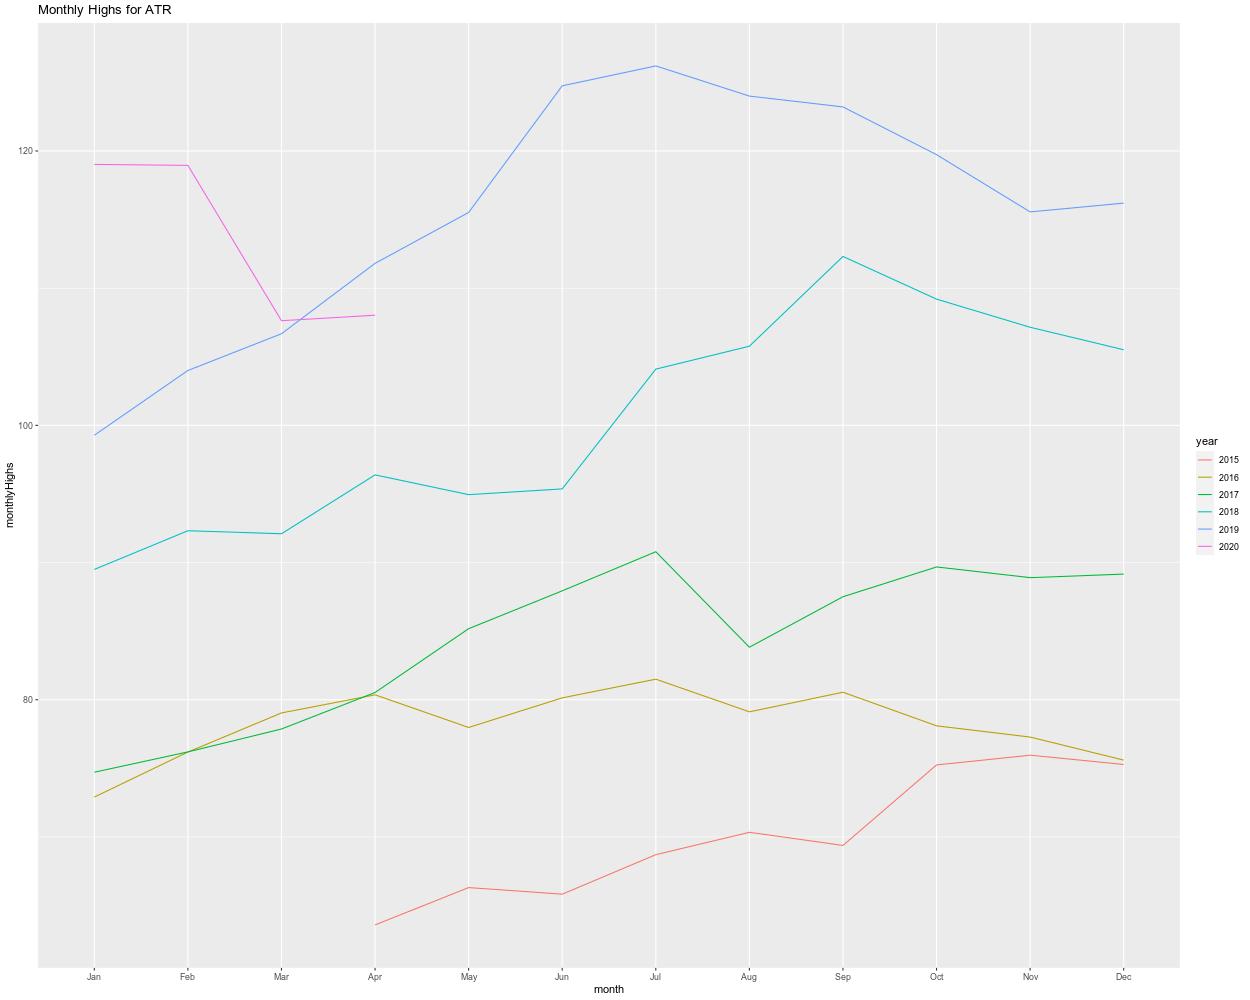 Monthly Highs for ATR
120
100
80
monthlyHighs
Jan Feb Mar Apr May Jun Jul Aug Sep Oct Nov Dec
month
year
2015
2016
2017
2018
2019
2020